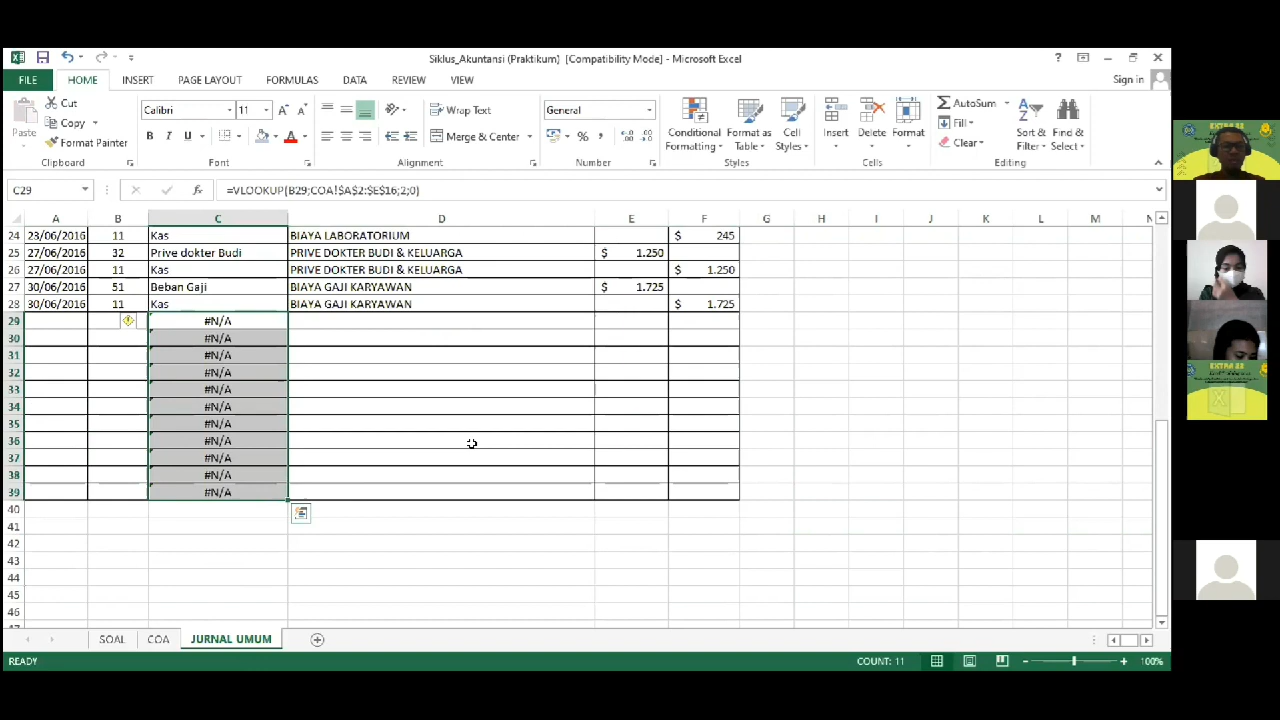 Siklus_Akuntansi (Praktikum) [Compatibility Mode] - Microsoft Excel
FILE HOME INSERT PAGE LAYOUT FORMULAS DATA REVIEW VIEW Sign in
Cut
Copy
Format Painter
Paste
Clipboard
Calibri 11
B I U
Font
Wrap Text
Merge & Center
Alignment
General
Number
Conditional Formatting
Format as Table
Cell Styles
Styles
Insert Delete Format
Cells
AutoSum
Fill
Clear
Sort & Filter
Find & Select
Editing
C29 fx =VLOOKUP(B29;COA!$A$2:$E$16;2;0)
A B C D E F G H I J K L M N
24 23/06/2016 11 Kas BIAYA LABORATORIUM $ 245
25 27/06/2016 32 Prive dokter Budi PRIVE DOKTER BUDI & KELUARGA $ 1.250
26 27/06/2016 11 Kas PRIVE DOKTER BUDI & KELUARGA $ 1.250
27 30/06/2016 51 Beban Gaji BIAYA GAJI KARYAWAN $ 1.725
28 30/06/2016 11 Kas BIAYA GAJI KARYAWAN $ 1.725
29 #N/A
30 #N/A
31 #N/A
32 #N/A
33 #N/A
34 #N/A
35 #N/A
36 #N/A
37 #N/A
38 #N/A
39 #N/A
40
41
42
43
44
45
46
SOAL COA JURNAL UMUM
READY COUNT: 11 100%